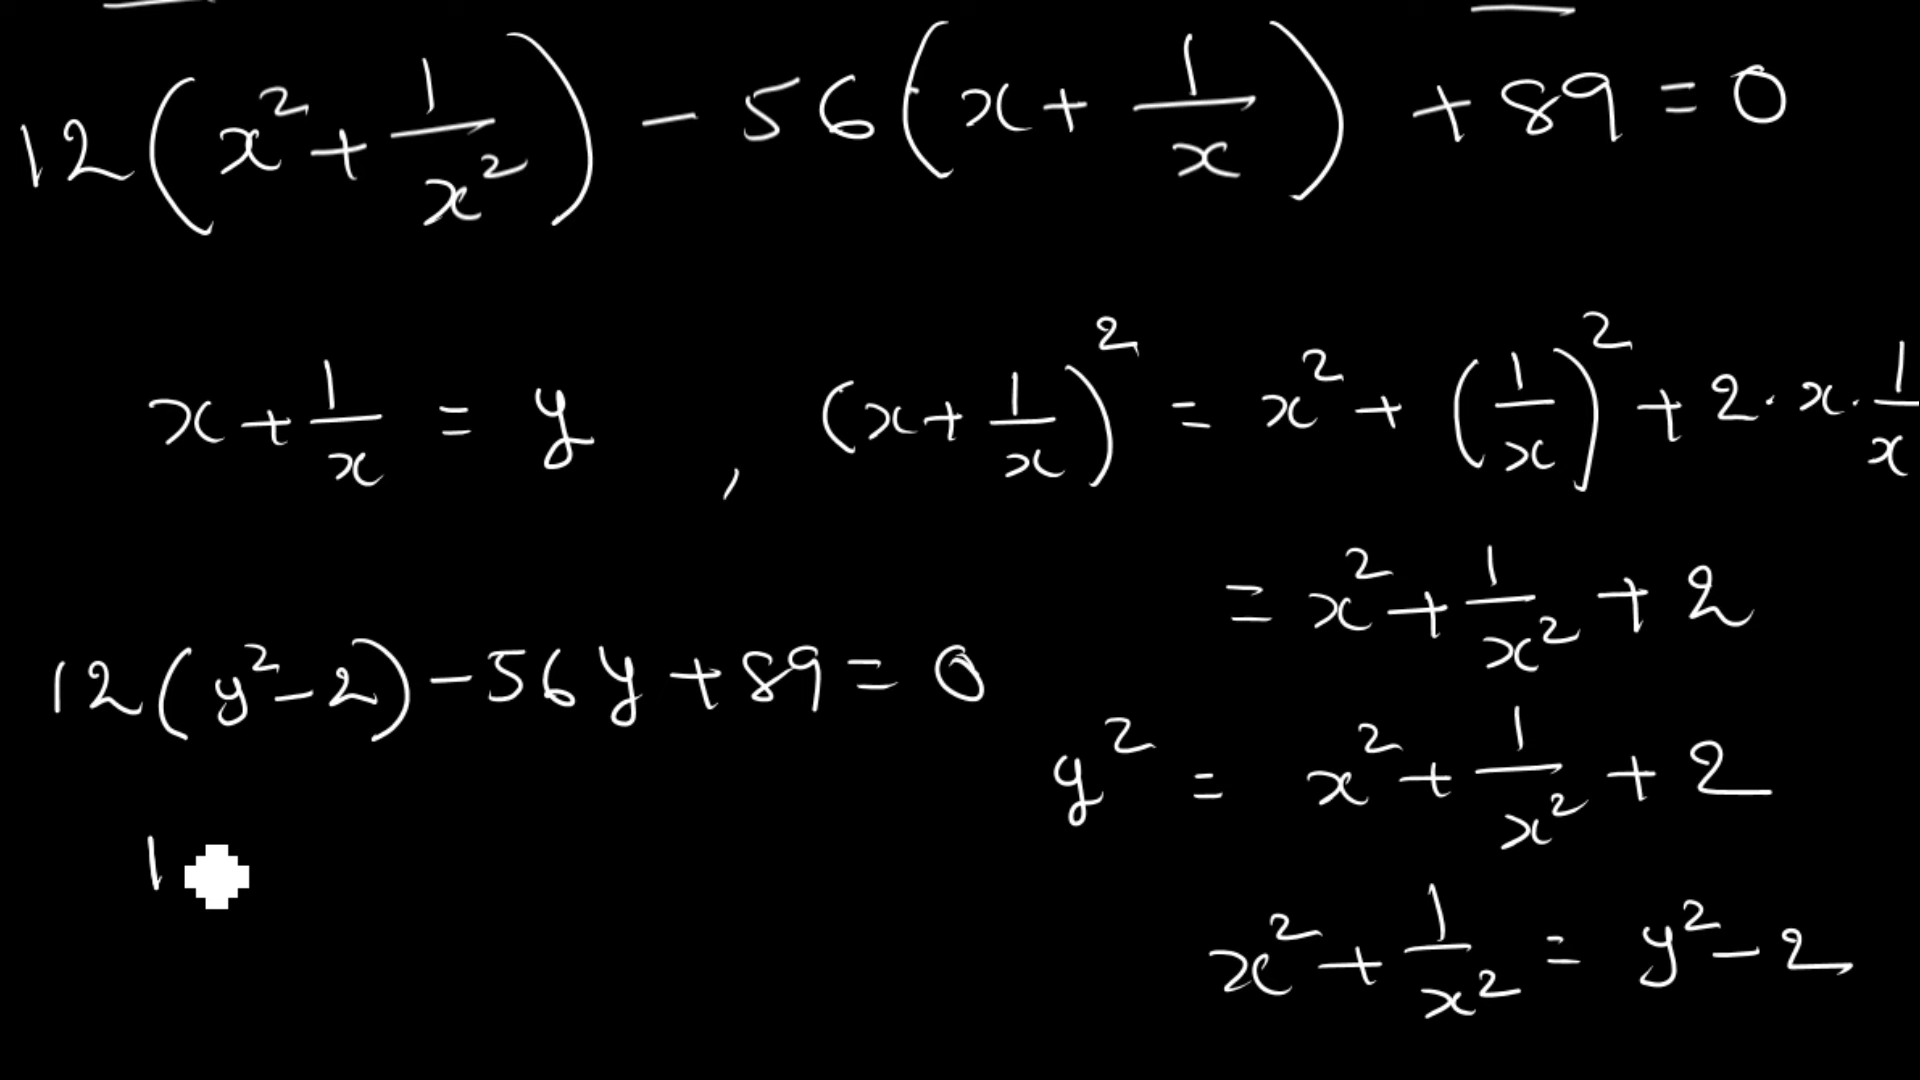 12(x² + 1/x²) - 56(x + 1/x) + 89 = 0
x + 1/x = y , (x + 1/x)² = x² + (1/x)² + 2·x·1/x
= x² + 1/x² + 2
12(y² - 2) - 56y + 89 = 0
y² = x² + 1/x² + 2
1
x² + 1/x² = y² - 2